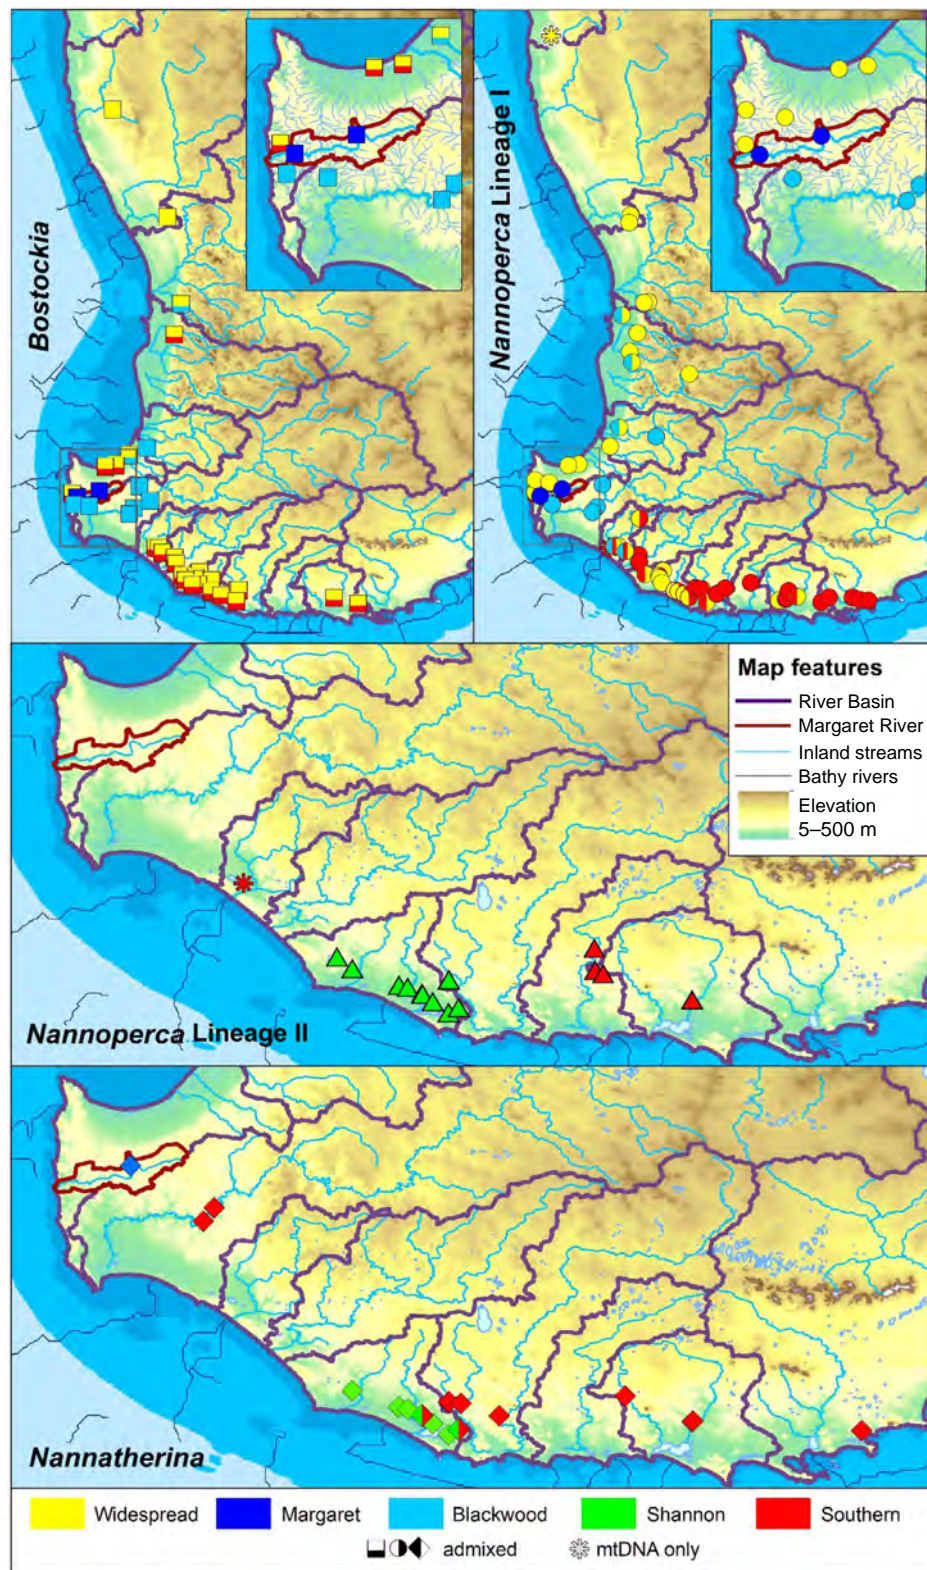 Bostockia
Nannoperca Lineage I
Map features
River Basin
Margaret River
Inland streams
Bathy rivers
Elevation
5–500 m
Nannoperca Lineage II
Nannatherina
Widespread
Margaret
Blackwood
Shannon
Southern
admixed
mtDNA only